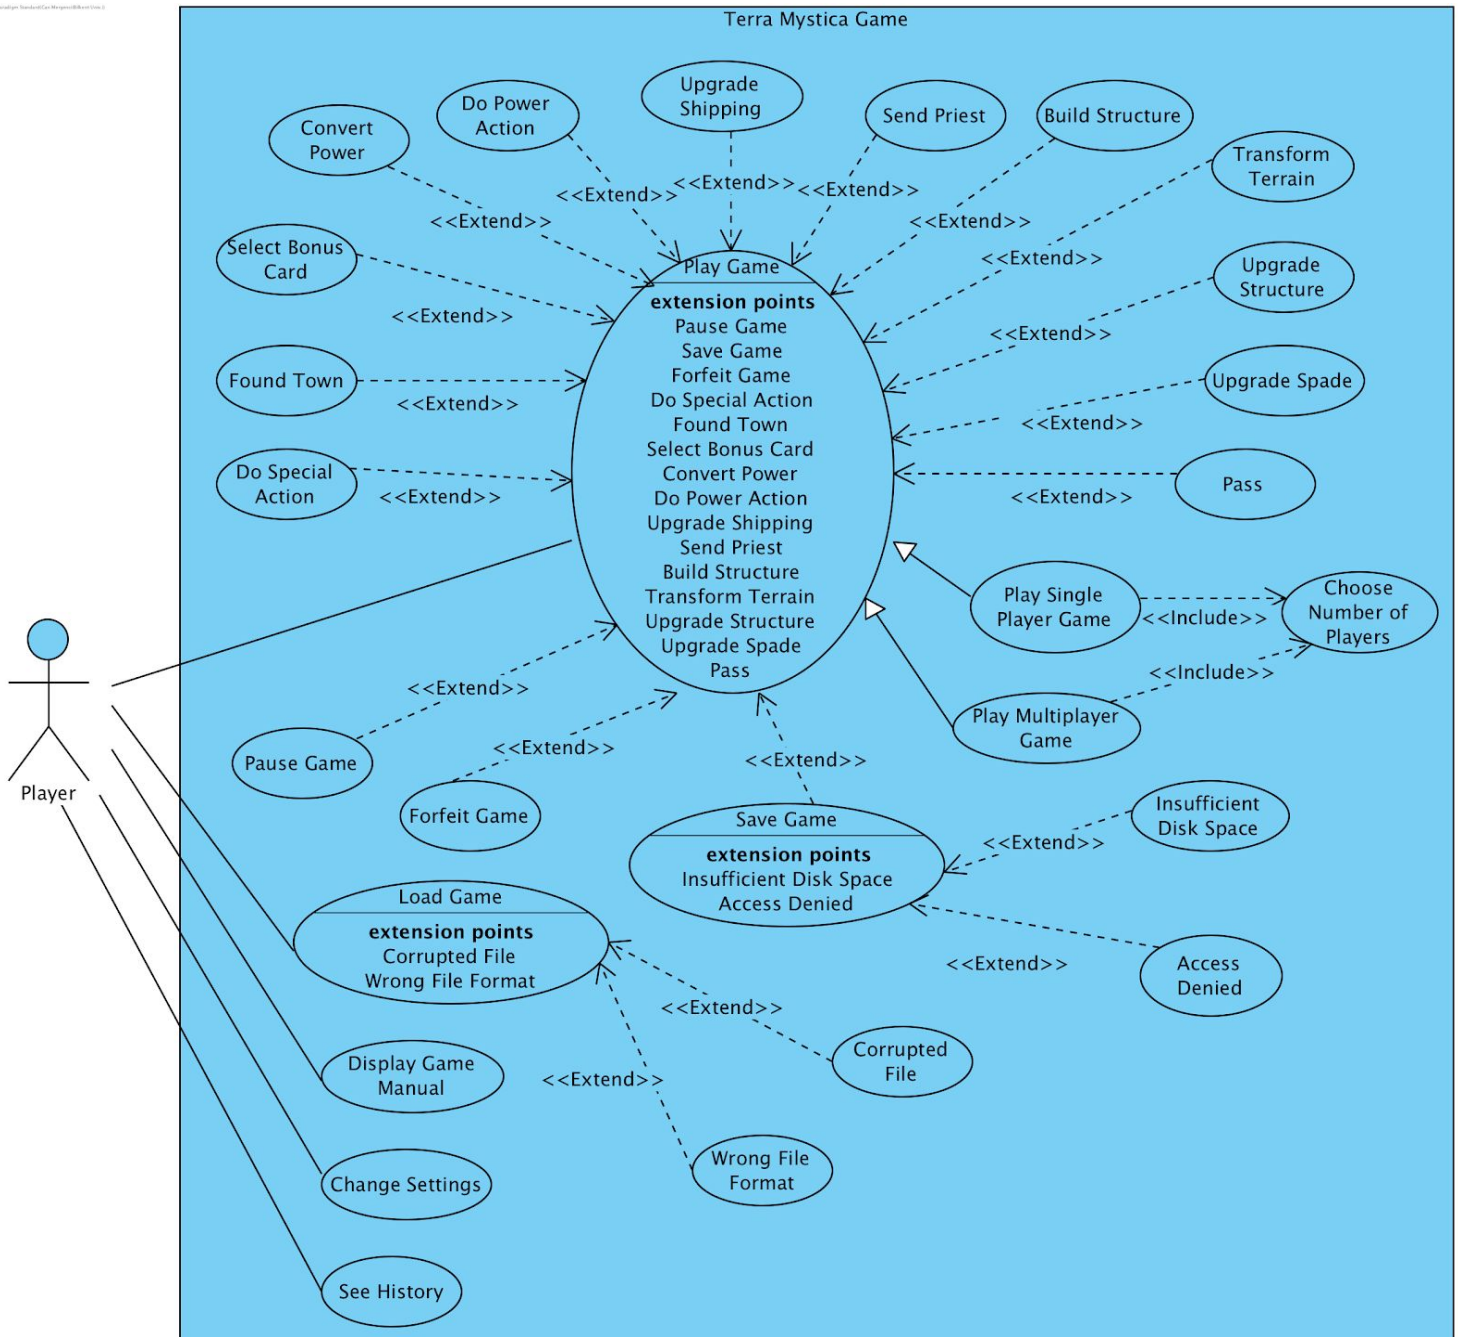 Terra Mystica Game
Convert
Power
Do Power
Action
Upgrade
Shipping
Send Priest
Build Structure
Transform
Terrain
<<Extend>>
<<Extend>>
<<Extend>>
<<Extend>>
<<Extend>>
<<Extend>>
Select Bonus
Card
<<Extend>>
Upgrade
Structure
<<Extend>>
Found Town
<<Extend>>
Upgrade Spade
<<Extend>>
Do Special
Action
<<Extend>>
Pass
<<Extend>>
Play Game
extension points
Pause Game
Save Game
Forfeit Game
Do Special Action
Found Town
Select Bonus Card
Convert Power
Do Power Action
Upgrade Shipping
Send Priest
Build Structure
Transform Terrain
Upgrade Structure
Upgrade Spade
Pass
Play Single
Player Game
<<Include>>
Choose
Number of
Players
<<Include>>
Play Multiplayer
Game
<<Extend>>
Pause Game
<<Extend>>
Forfeit Game
<<Extend>>
Player
Save Game
extension points
Insufficient Disk Space
Access Denied
<<Extend>>
Insufficient
Disk Space
<<Extend>>
Access
Denied
Load Game
extension points
Corrupted File
Wrong File Format
<<Extend>>
Corrupted
File
<<Extend>>
Wrong File
Format
Display Game
Manual
Change Settings
See History